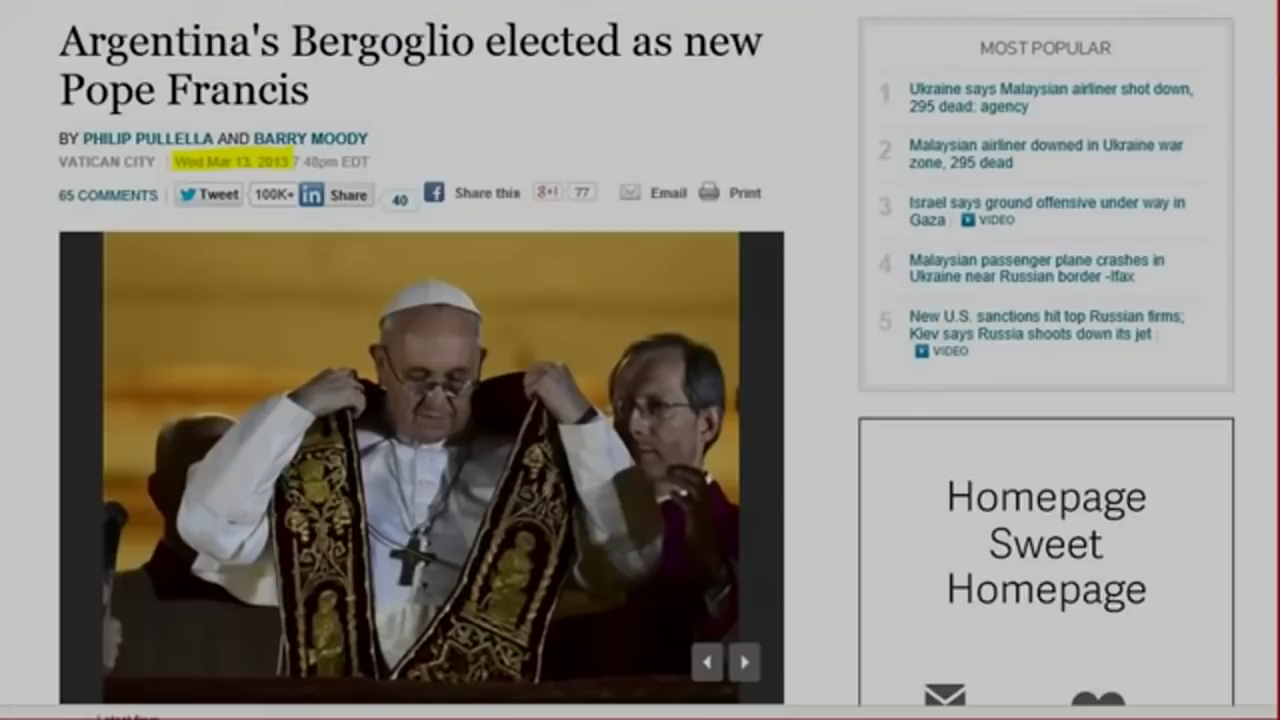 Argentina's Bergoglio elected as new
Pope Francis
BY PHILIP PULLELLA AND BARRY MOODY
VATICAN CITY Wed Mar 13, 2013 7:48pm EDT
65 COMMENTS Tweet 100K+ in Share 40 f Share this g+1 77 Email Print
MOST POPULAR
1 Ukraine says Malaysian airliner shot down,
295 dead: agency
2 Malaysian airliner downed in Ukraine war
zone, 295 dead
3 Israel says ground offensive under way in
Gaza VIDEO
4 Malaysian passenger plane crashes in
Ukraine near Russian border -Ifax
5 New U.S. sanctions hit top Russian firms;
Kiev says Russia shoots down its jet
VIDEO
Homepage
Sweet
Homepage